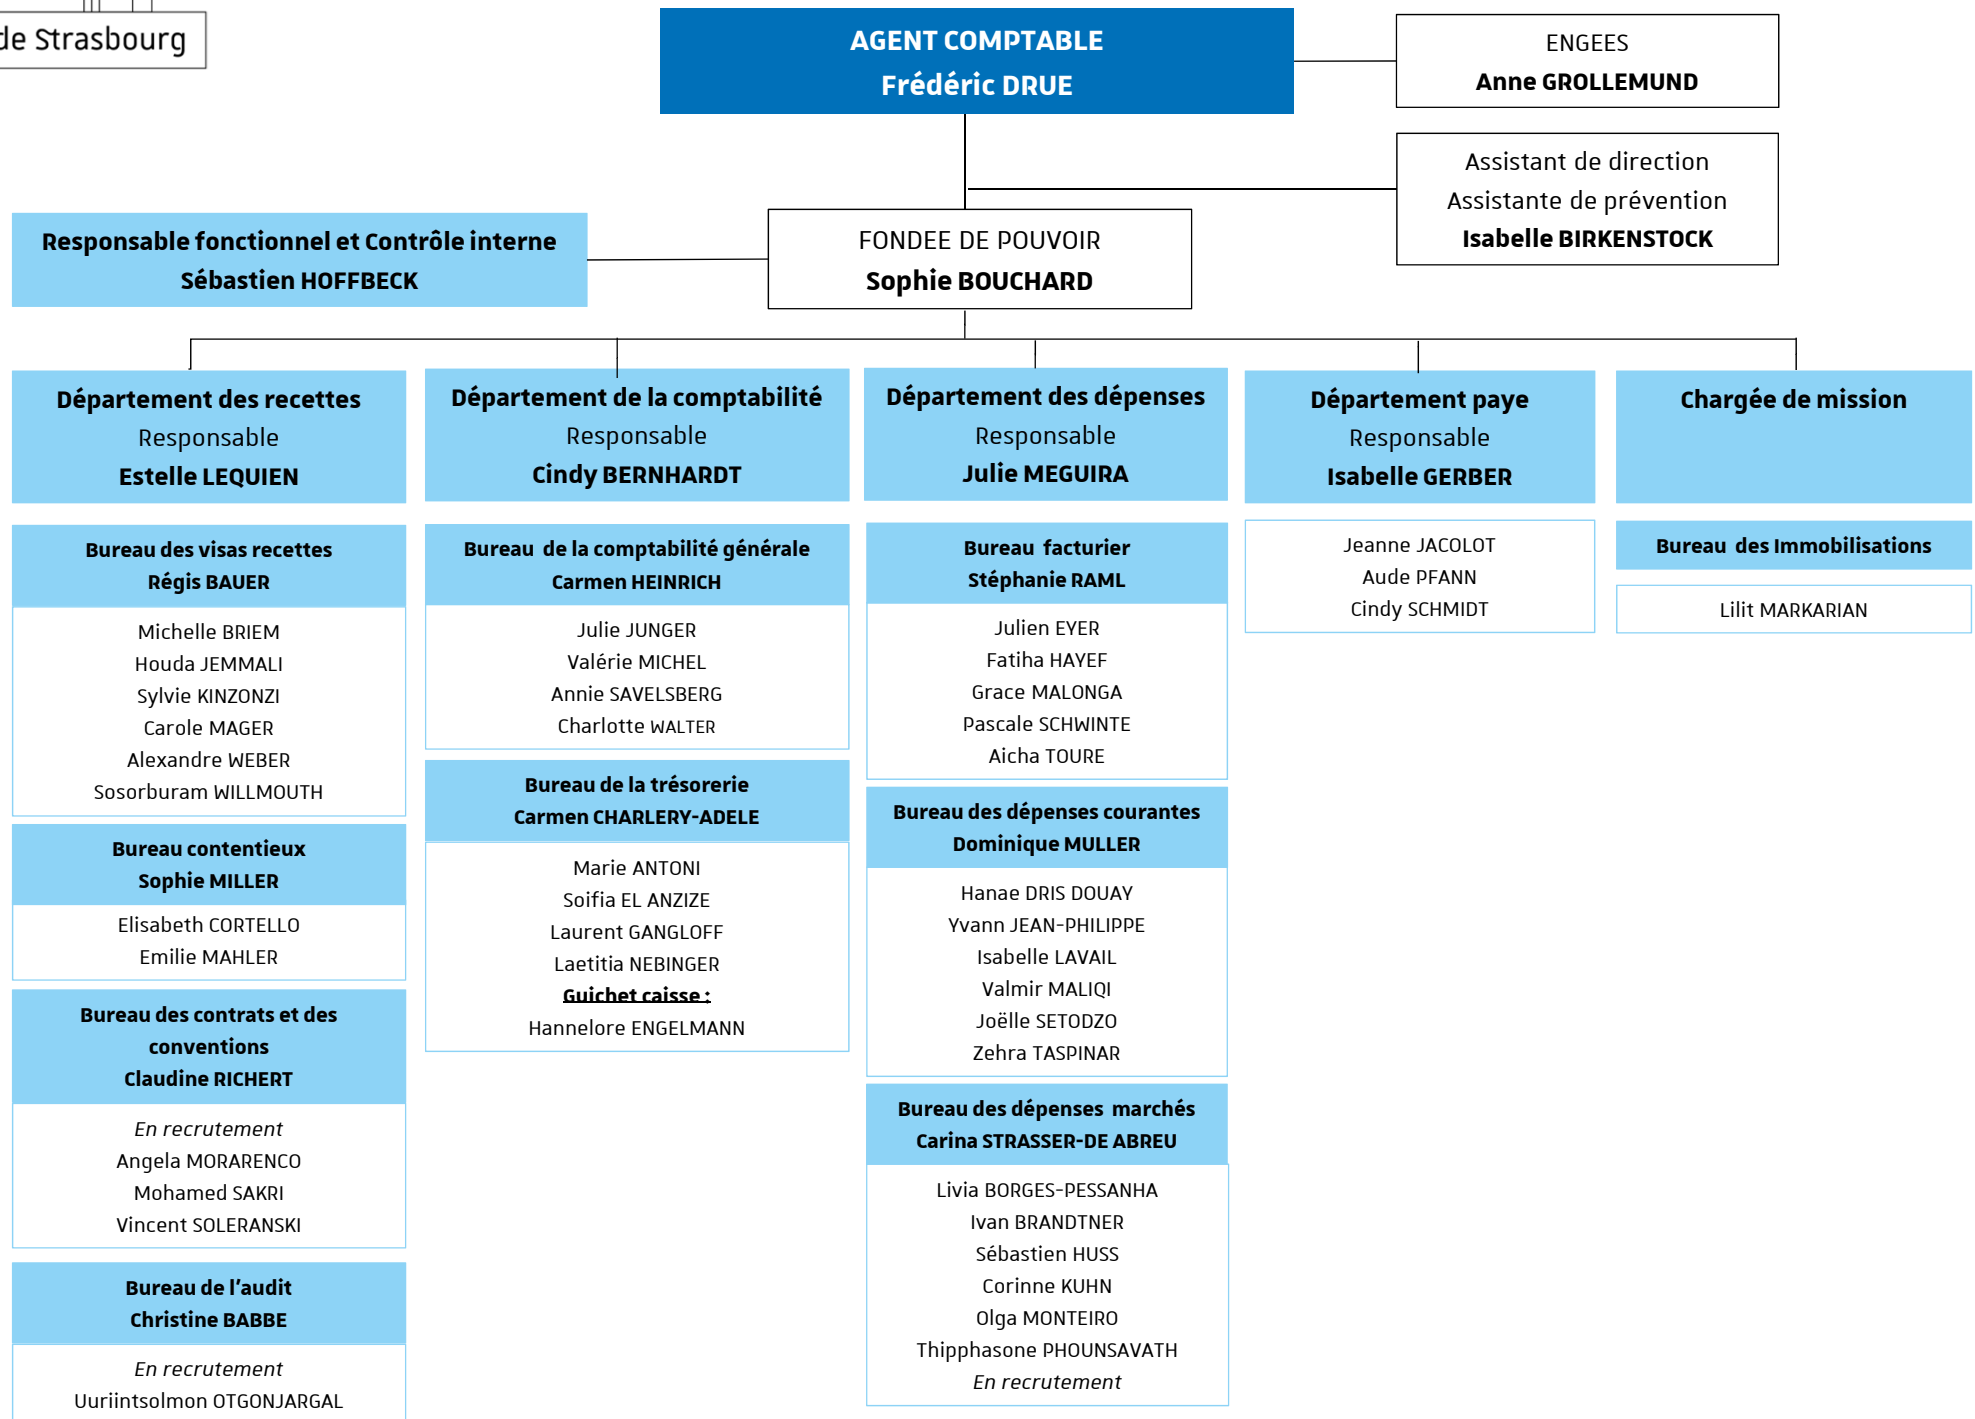 de Strasbourg
AGENT COMPTABLE
Frédéric DRUE
ENGEES
Anne GROLLEMUND
Assistant de direction
Assistante de prévention
Isabelle BIRKENSTOCK
Responsable fonctionnel et Contrôle interne
Sébastien HOFFBECK
FONDEE DE POUVOIR
Sophie BOUCHARD
Département des recettes
Responsable
Estelle LEQUIEN
Bureau des visas recettes
Régis BAUER
Michelle BRIEM
Houda JEMMALI
Sylvie KINZONZI
Carole MAGER
Alexandre WEBER
Sosorburam WILLMOUTH
Bureau contentieux
Sophie MILLER
Elisabeth CORTELLO
Emilie MAHLER
Bureau des contrats et des
conventions
Claudine RICHERT
En recrutement
Angela MORARENCO
Mohamed SAKRI
Vincent SOLERANSKI
Bureau de l'audit
Christine BABBE
En recrutement
Uuriintsolmon OTGONJARGAL
Département de la comptabilité
Responsable
Cindy BERNHARDT
Bureau de la comptabilité générale
Carmen HEINRICH
Julie JUNGER
Valérie MICHEL
Annie SAVELSBERG
Charlotte WALTER
Bureau de la trésorerie
Carmen CHARLERY-ADELE
Marie ANTONI
Soifia EL ANZIZE
Laurent GANGLOFF
Laetitia NEBINGER
Guichet caisse :
Hannelore ENGELMANN
Département des dépenses
Responsable
Julie MEGUIRA
Bureau facturier
Stéphanie RAML
Julien EYER
Fatiha HAYEF
Grace MALONGA
Pascale SCHWINTE
Aicha TOURE
Bureau des dépenses courantes
Dominique MULLER
Hanae DRIS DOUAY
Yvann JEAN-PHILIPPE
Isabelle LAVAIL
Valmir MALIQI
Joëlle SETODZO
Zehra TASPINAR
Bureau des dépenses marchés
Carina STRASSER-DE ABREU
Livia BORGES-PESSANHA
Ivan BRANDTNER
Sébastien HUSS
Corinne KUHN
Olga MONTEIRO
Thipphasone PHOUNSAVATH
En recrutement
Département paye
Responsable
Isabelle GERBER
Jeanne JACOLOT
Aude PFANN
Cindy SCHMIDT
Chargée de mission
Bureau des Immobilisations
Lilit MARKARIAN